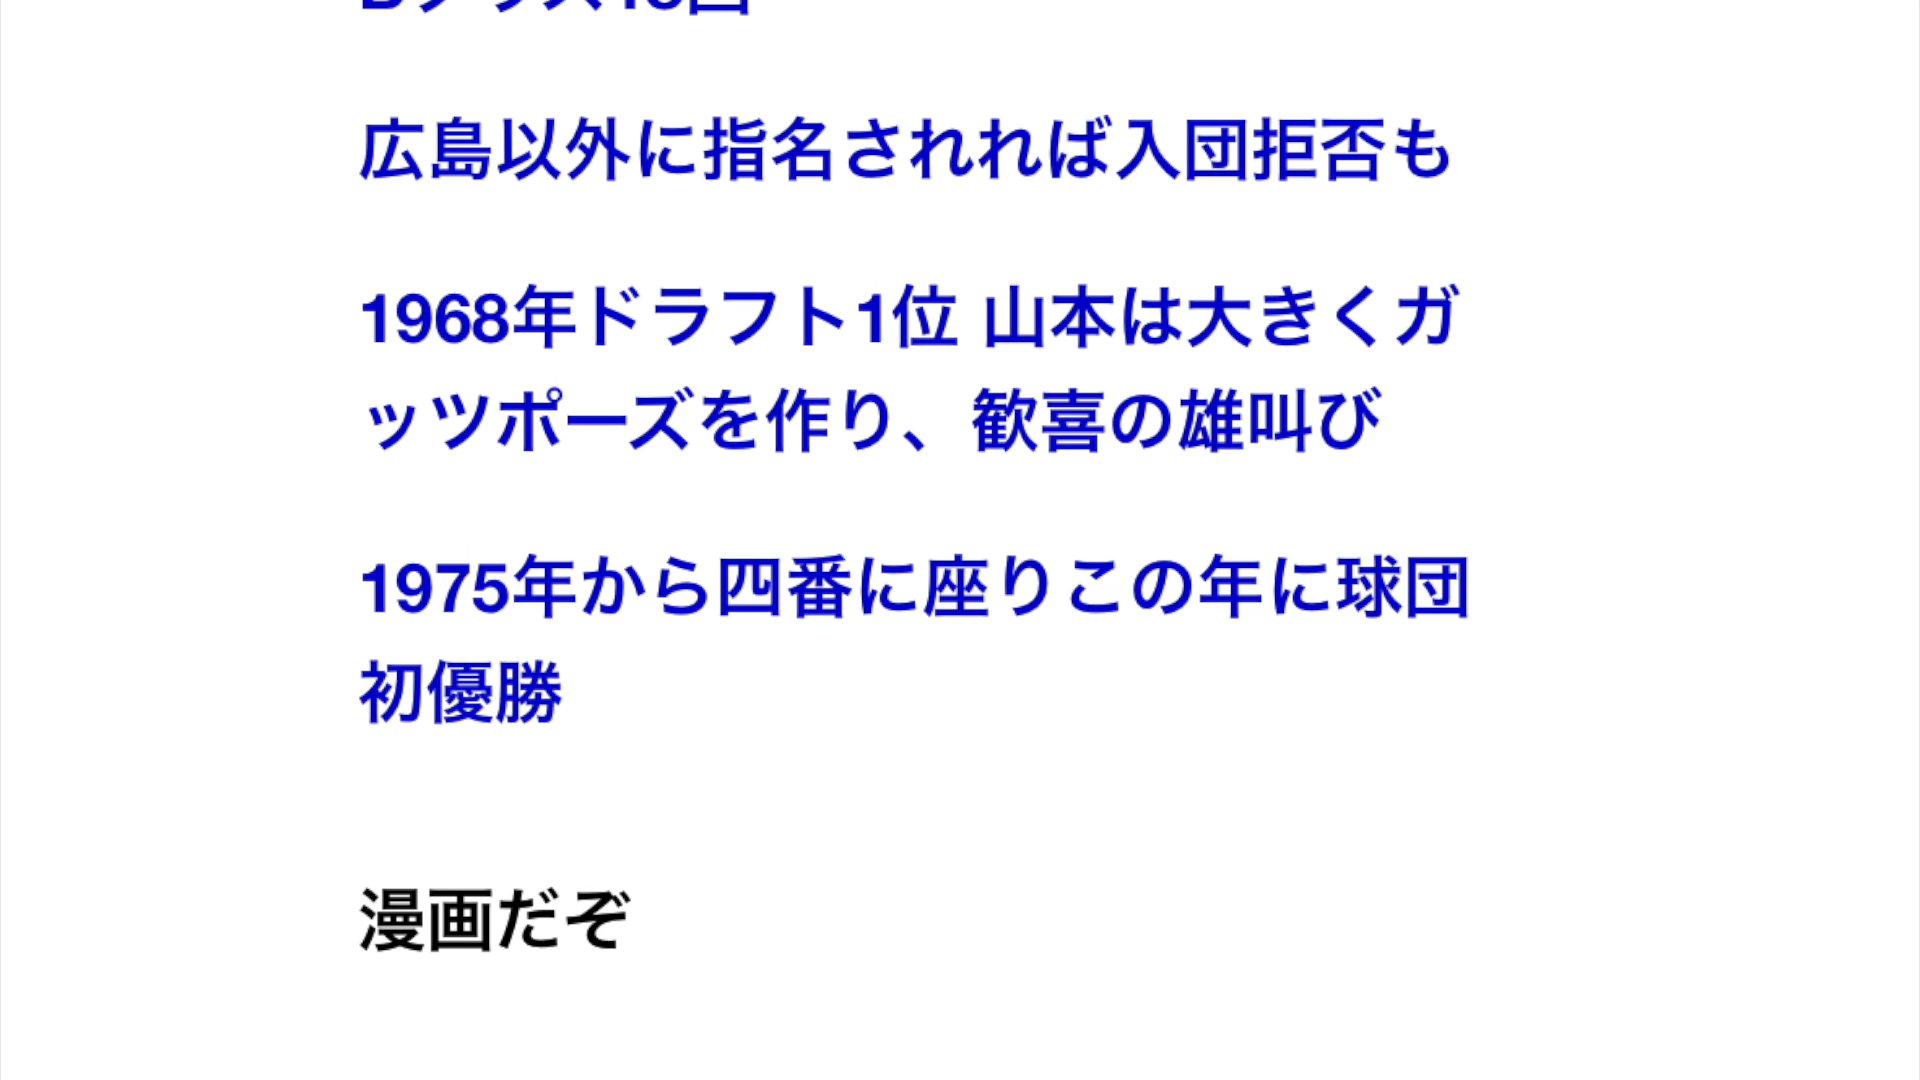 広島以外に指名されれば入団拒否も
1968年ドラフト1位 山本は大きくガ
ッツポーズを作り、歓喜の雄叫び
1975年から四番に座りこの年に球団
初優勝
漫画だぞ